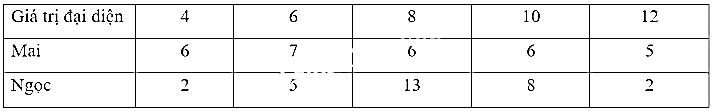 Giá trị đại diện 4 6 8 10 12
Mai 6 7 6 6 5
Ngọc 2 5 13 8 2